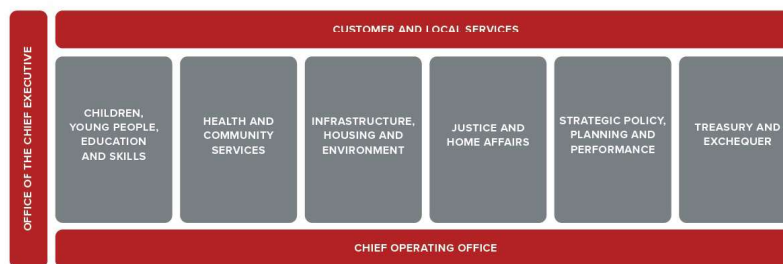 OFFICE OF THE CHIEF EXECUTIVE
CUSTOMER AND LOCAL SERVICES
CHILDREN,
YOUNG PEOPLE,
EDUCATION
AND SKILLS
HEALTH AND
COMMUNITY
SERVICES
INFRASTRUCTURE,
HOUSING AND
ENVIRONMENT
JUSTICE AND
HOME AFFAIRS
STRATEGIC POLICY,
PLANNING AND
PERFORMANCE
TREASURY AND
EXCHEQUER
CHIEF OPERATING OFFICE